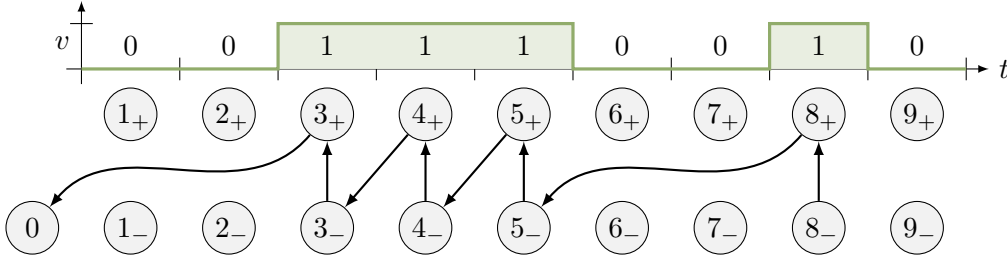 v 0 0 1 1 1 0 0 1 0 t
1₊ 2₊ 3₊ 4₊ 5₊ 6₊ 7₊ 8₊ 9₊
0 1₋ 2₋ 3₋ 4₋ 5₋ 6₋ 7₋ 8₋ 9₋